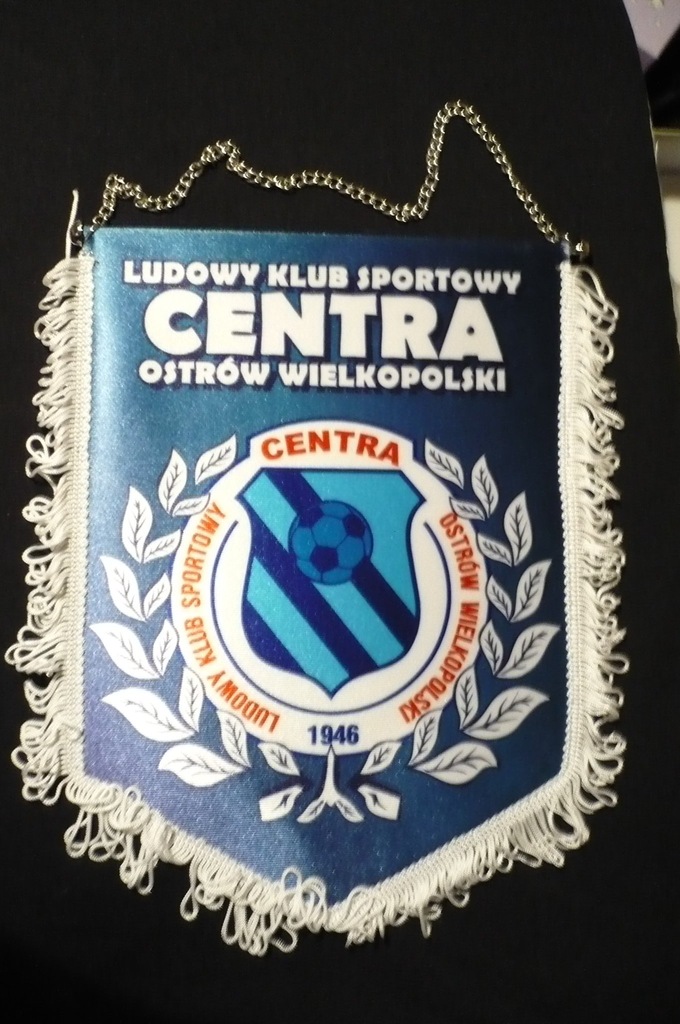 LUDOWY KLUB SPORTOWY
CENTRA
OSTRÓW WIELKOPOLSKI
CENTRA
LUDOWY KLUB SPORTOWY
OSTRÓW WIELKOPOLSKI
1946